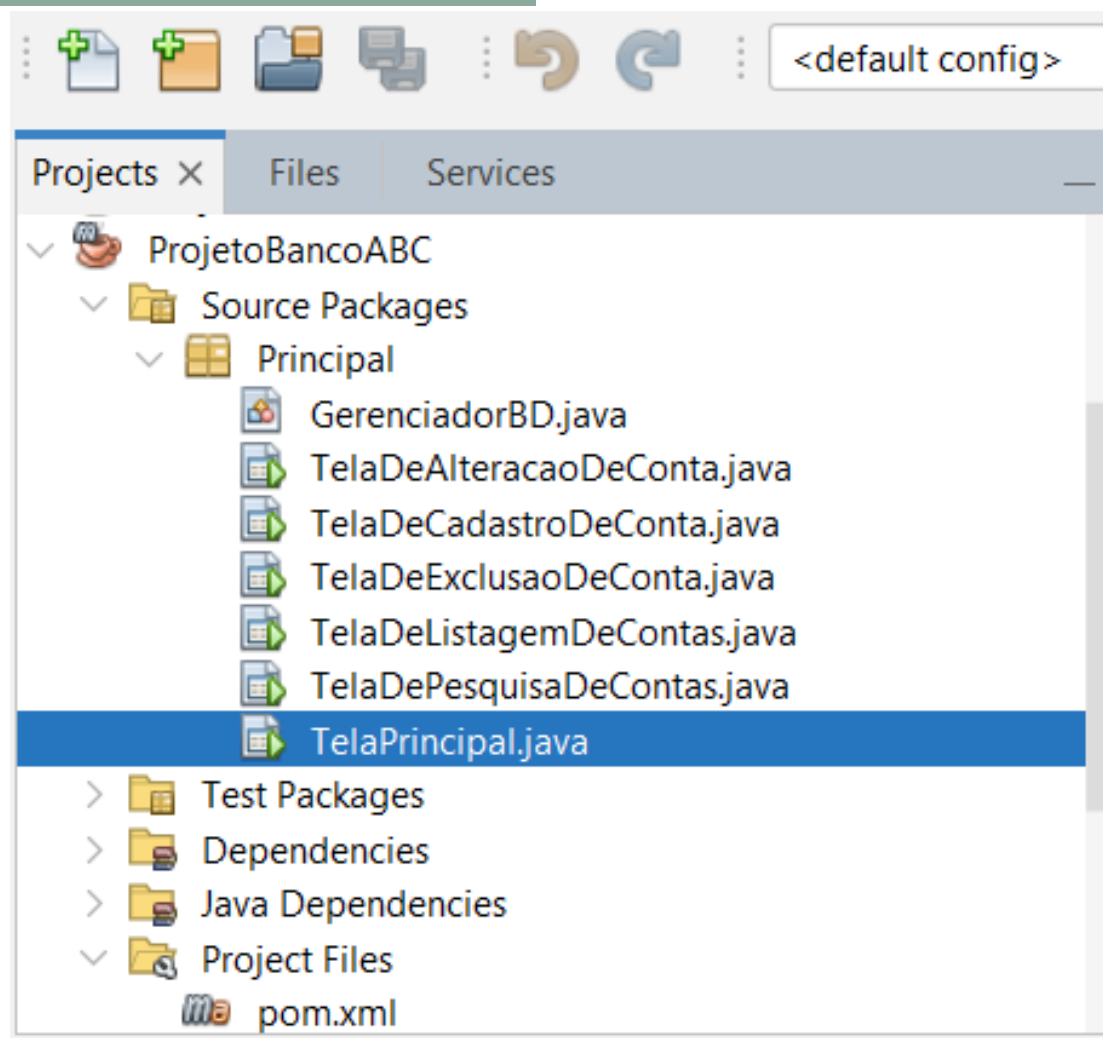 <default config>
Projects Files Services
ProjetoBancoABC
Source Packages
Principal
GerenciadorBD.java
TelaDeAlteracaoDeConta.java
TelaDeCadastroDeConta.java
TelaDeExclusaoDeConta.java
TelaDeListagemDeContas.java
TelaDePesquisaDeContas.java
TelaPrincipal.java
Test Packages
Dependencies
Java Dependencies
Project Files
pom.xml